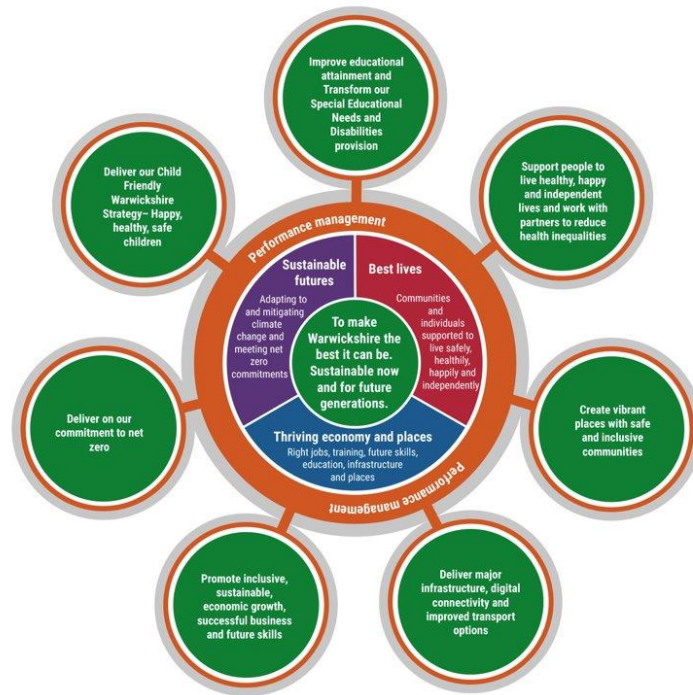 Improve educational
attainment and
Transform our
Special Educational
Needs and
Disabilities
provision
Deliver our Child
Friendly
Warwickshire
Strategy– Happy,
healthy, safe
children
Support people to
live healthy, happy
and independent
lives and work with
partners to reduce
health inequalities
Performance management
Sustainable
futures
Adapting to
and mitigating
climate
change and
meeting net
zero
commitments
Best lives
Communities
and
individuals
supported to
live safely,
healthily,
happily and
independently
To make
Warwickshire the
best it can be.
Sustainable now
and for future
generations.
Thriving economy and places
Right jobs, training, future skills,
education, infrastructure
and places
Performance management
Deliver on our
commitment to net
zero
Create vibrant
places with safe
and inclusive
communities
Promote inclusive,
sustainable,
economic growth,
successful business
and future skills
Deliver major
infrastructure, digital
connectivity and
improved transport
options